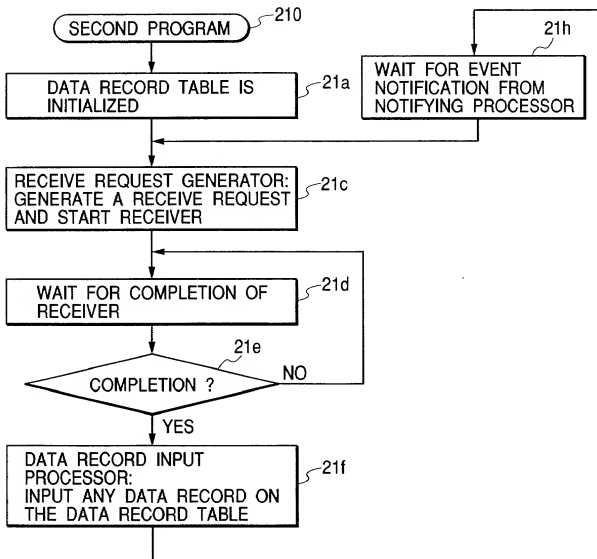 SECOND PROGRAM
210
DATA RECORD TABLE IS
INITIALIZED
21a
21h
WAIT FOR EVENT
NOTIFICATION FROM
NOTIFYING PROCESSOR
RECEIVE REQUEST GENERATOR:
GENERATE A RECEIVE REQUEST
AND START RECEIVER
21c
WAIT FOR COMPLETION OF
RECEIVER
21d
21e
COMPLETION ?
NO
YES
DATA RECORD INPUT
PROCESSOR:
INPUT ANY DATA RECORD ON
THE DATA RECORD TABLE
21f